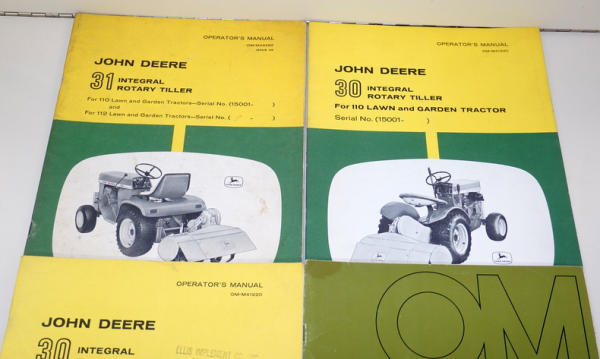 OPERATOR'S MANUAL
JOHN DEERE
31 INTEGRAL
ROTARY TILLER
For 110 Lawn and Garden Tractors—Serial No. (15001- )
and
For 112 Lawn and Garden Tractors—Serial No. ( - )
OPERATOR'S MANUAL
JOHN DEERE
30 INTEGRAL
ROTARY TILLER
For 110 LAWN and GARDEN TRACTOR
Serial No. (15001- )
OPERATOR'S MANUAL
OM-M41220
JOHN DEERE
30 INTEGRAL
OM